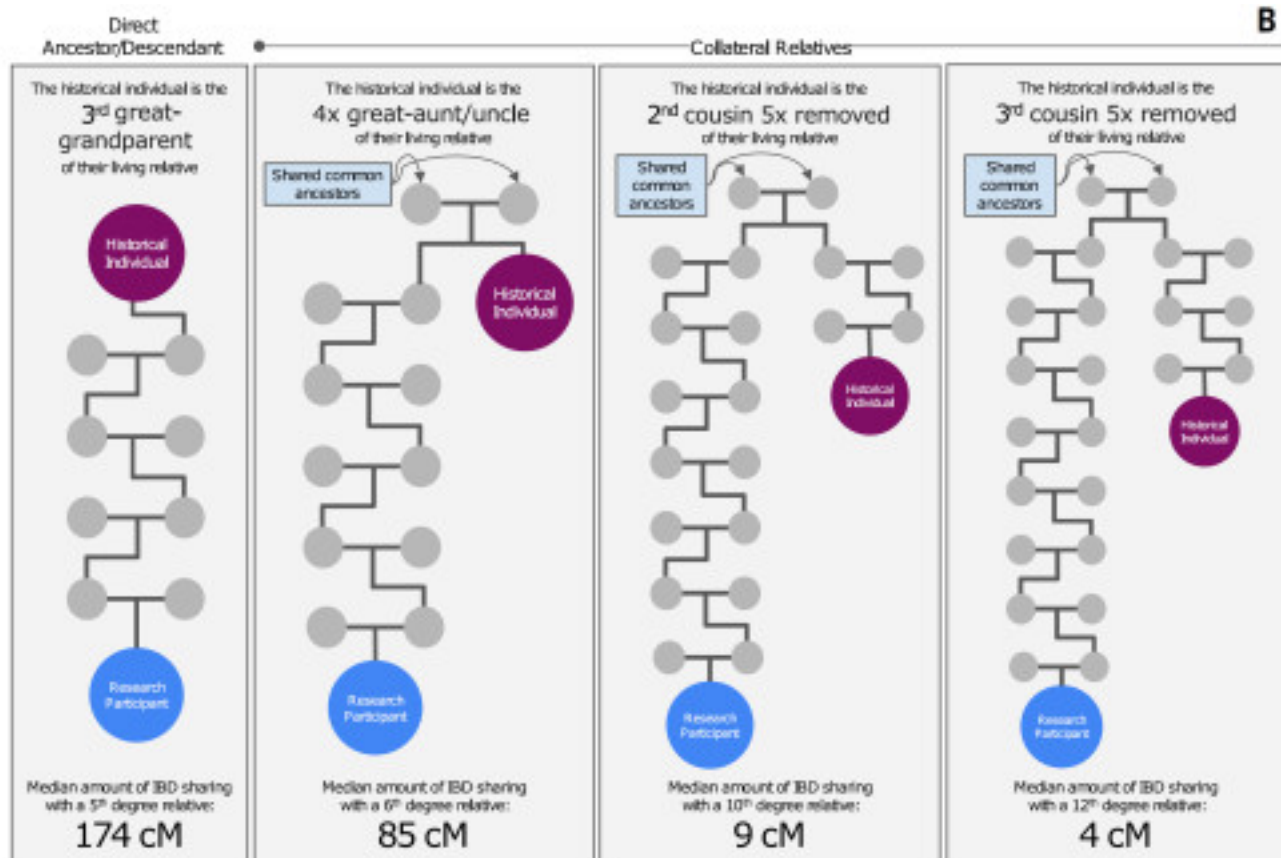 B
Direct
Ancestor/Descendant
Collateral Relatives
The historical individual is the
3rd great-
grandparent
of their living relative
Historical
Individual
Research
Participant
Median amount of IBD sharing
with a 5th degree relative:
174 cM
The historical individual is the
4x great-aunt/uncle
of their living relative
Shared common
ancestors
Historical
Individual
Research
Participant
Median amount of IBD sharing
with a 6th degree relative:
85 cM
The historical individual is the
2nd cousin 5x removed
of their living relative
Shared
common
ancestors
Historical
Individual
Research
Participant
Median amount of IBD sharing
with a 10th degree relative:
9 cM
The historical individual is the
3rd cousin 5x removed
of their living relative
Shared
common
ancestors
Historical
Individual
Research
Participant
Median amount of IBD sharing
with a 12th degree relative:
4 cM